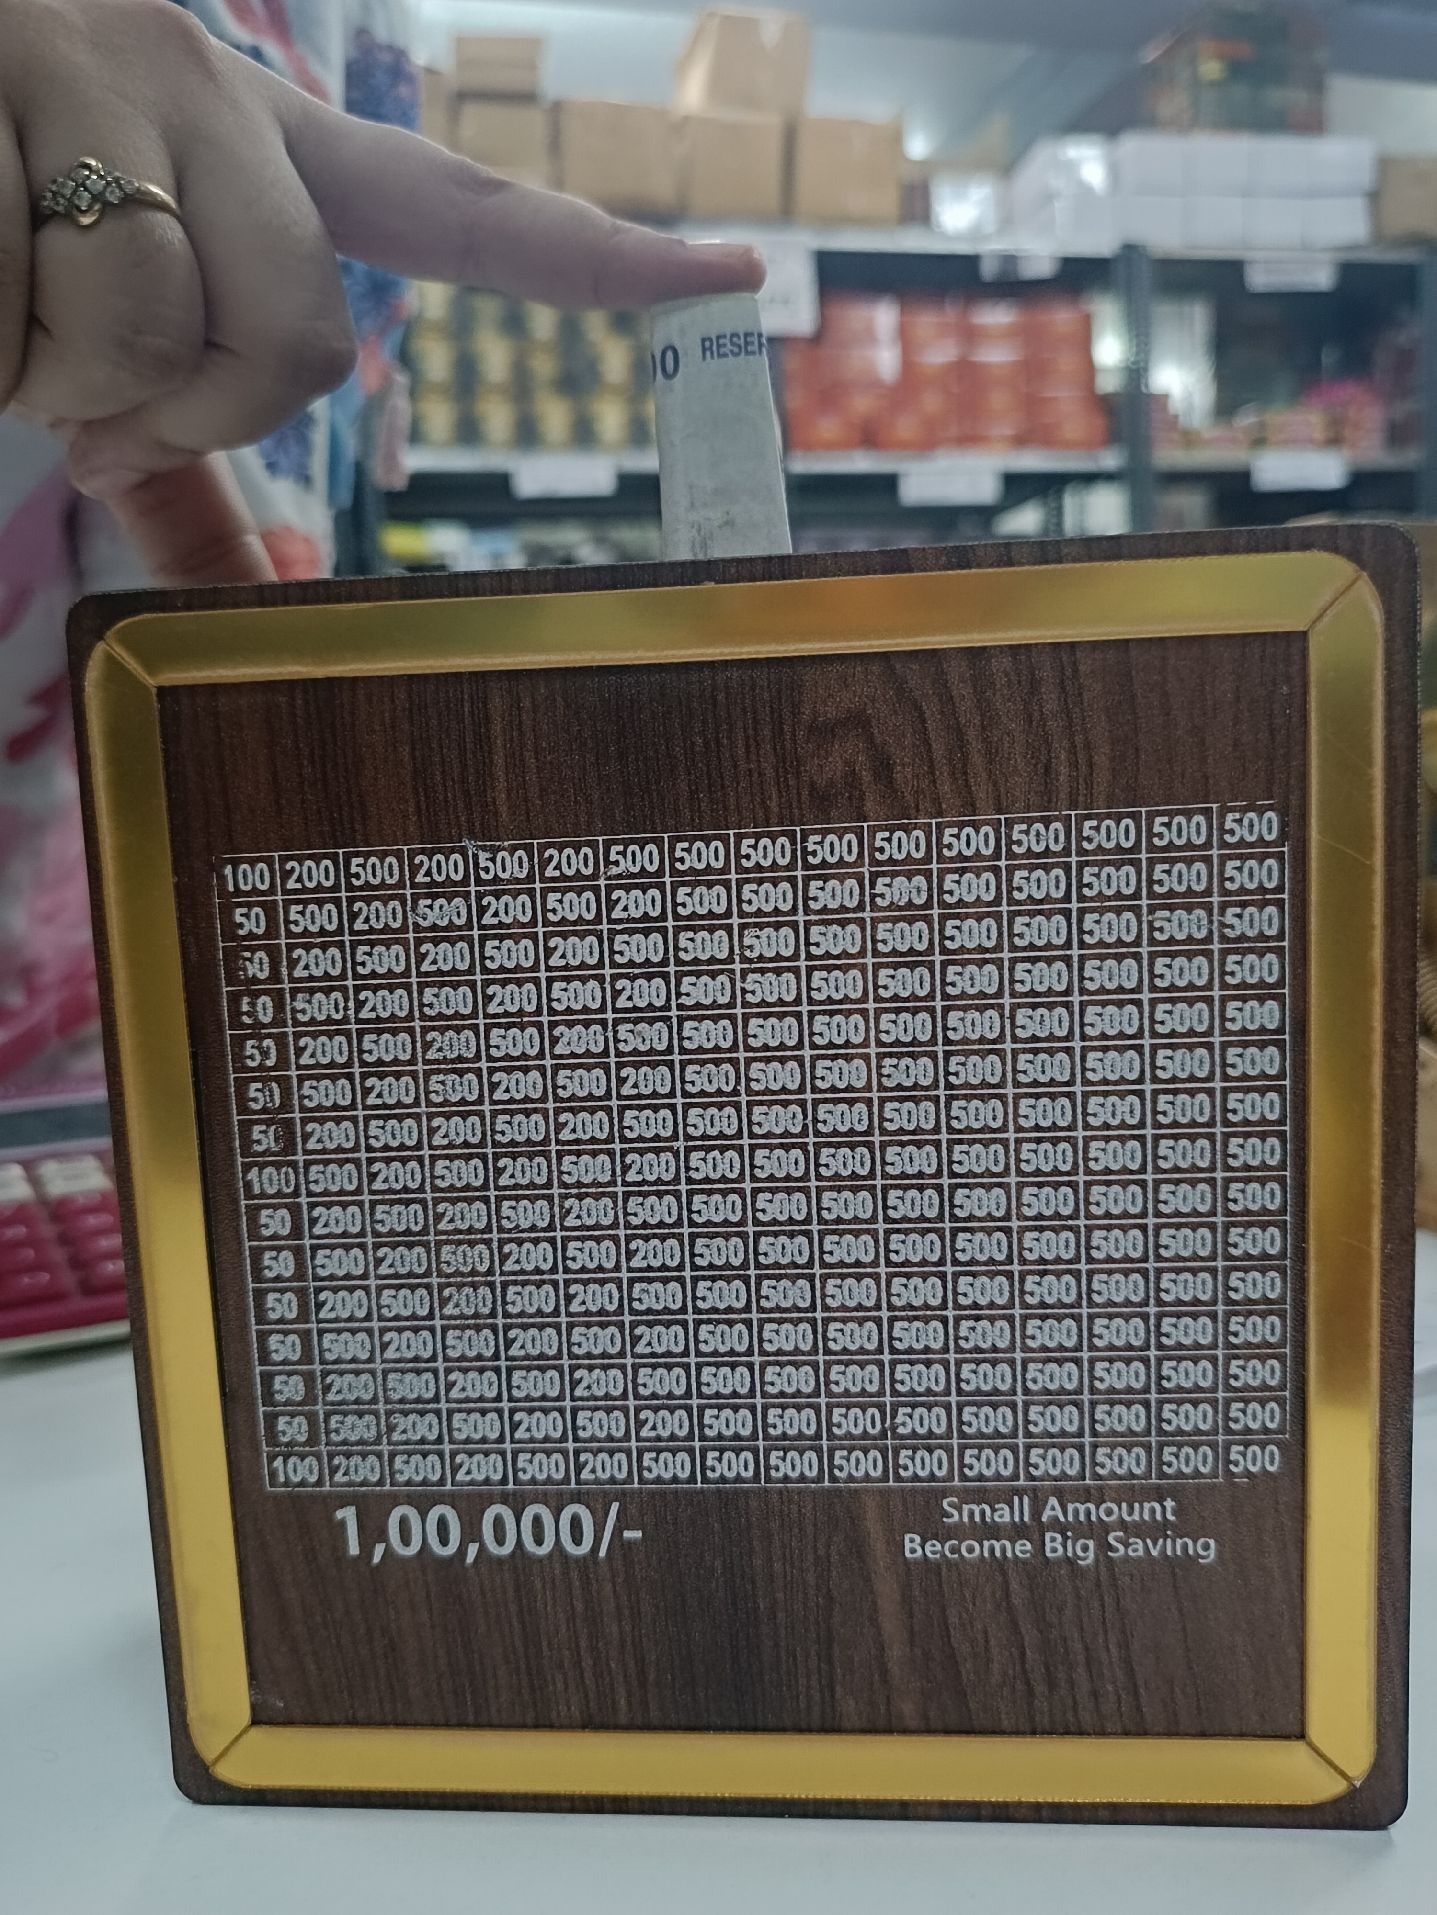 00 RESER
100 200 500 200 500 200 500 500 500 500 500 500 500 500 500 500
50 500 200 500 200 500 200 500 500 500 500 500 500 500 500 500
50 200 500 200 500 200 500 500 500 500 500 500 500 500 500 500
50 500 200 500 200 500 200 500 500 500 500 500 500 500 500 500
50 200 500 200 500 200 500 500 500 500 500 500 500 500 500 500
50 500 200 500 200 500 200 500 500 500 500 500 500 500 500 500
50 200 500 200 500 200 500 500 500 500 500 500 500 500 500 500
100 500 200 500 200 500 200 500 500 500 500 500 500 500 500 500
50 200 500 200 500 200 500 500 500 500 500 500 500 500 500 500
50 500 200 500 200 500 200 500 500 500 500 500 500 500 500 500
50 200 500 200 500 200 500 500 500 500 500 500 500 500 500 500
50 500 200 500 200 500 200 500 500 500 500 500 500 500 500 500
50 200 500 200 500 200 500 500 500 500 500 500 500 500 500 500
50 500 200 500 200 500 200 500 500 500 500 500 500 500 500 500
100 200 500 200 500 200 500 500 500 500 500 500 500 500 500 500
1,00,000/-
Small Amount
Become Big Saving